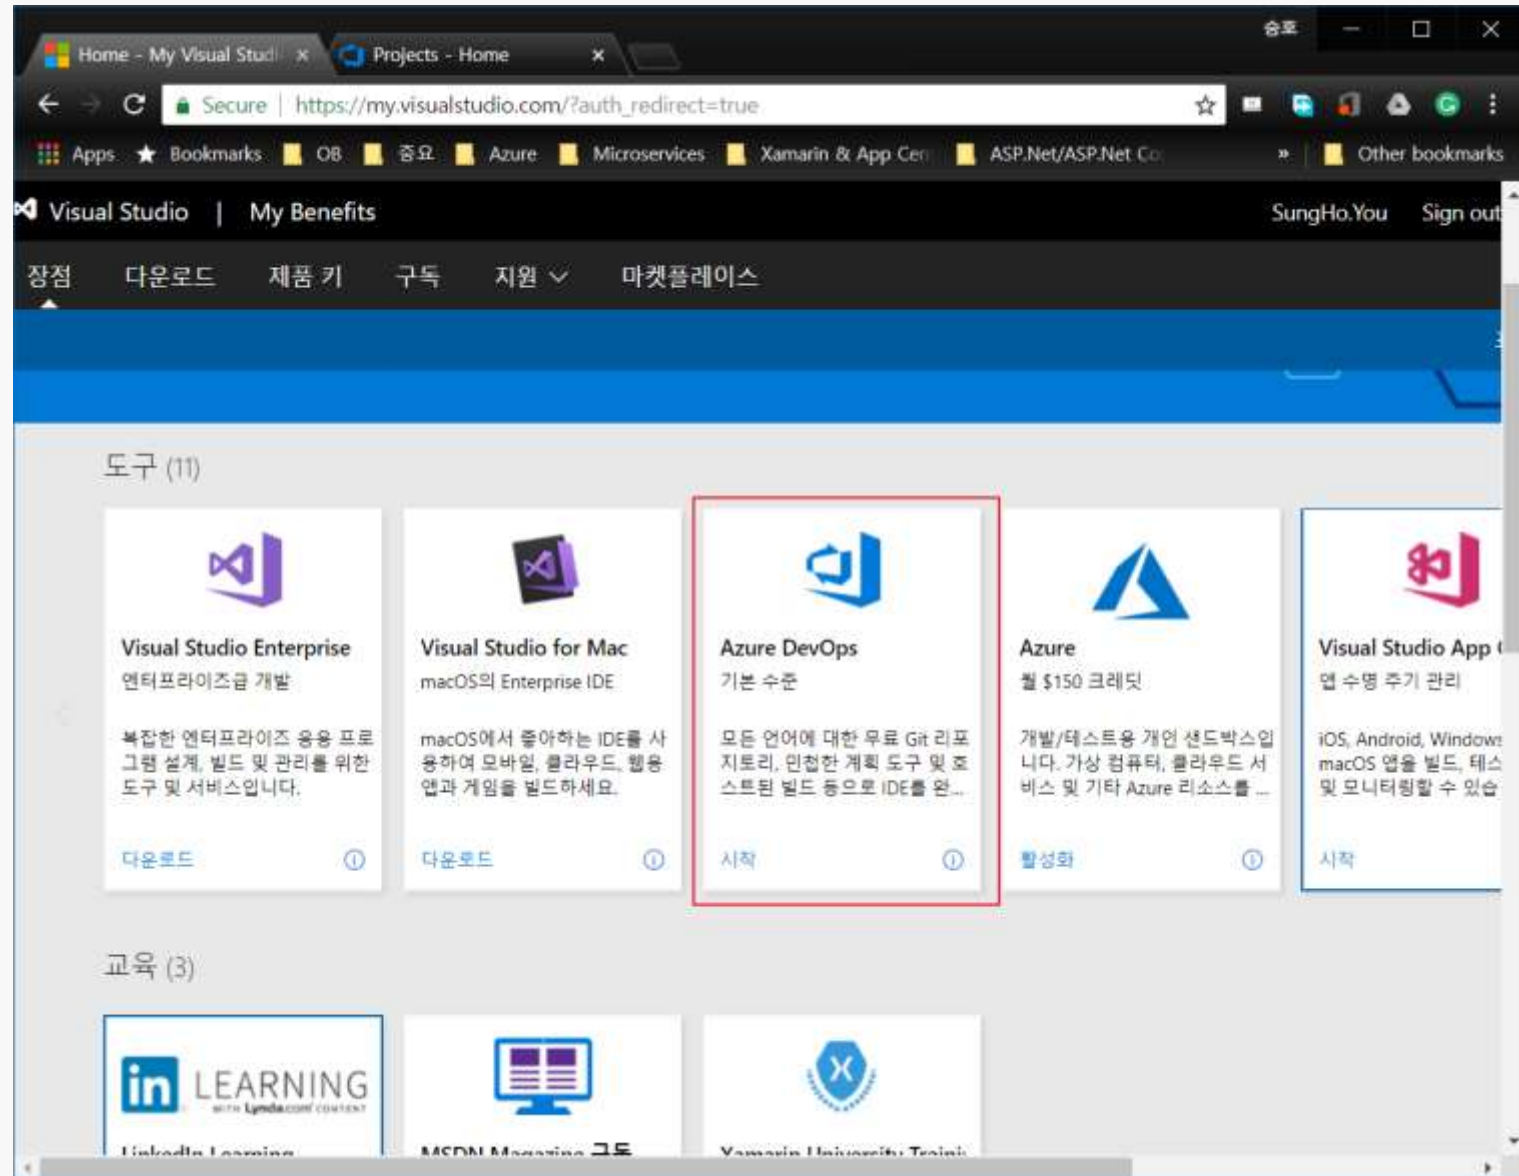 승호
Home - My Visual Studi
Projects - Home
Secure | https://my.visualstudio.com/?auth_redirect=true
Apps Bookmarks OB 중요 Azure Microservices Xamarin & App Cen ASP.Net/ASP.Net Co » Other bookmarks
Visual Studio | My Benefits SungHo.You Sign out
장점 다운로드 제품 키 구독 지원 마켓플레이스
도구 (11)
Visual Studio Enterprise
엔터프라이즈급 개발
복잡한 엔터프라이즈 응용 프로
그램 설계, 빌드 및 관리를 위한
도구 및 서비스입니다.
다운로드
Visual Studio for Mac
macOS의 Enterprise IDE
macOS에서 좋아하는 IDE를 사
용하여 모바일, 클라우드, 웹용
앱과 게임을 빌드하세요.
다운로드
Azure DevOps
기본 수준
모든 언어에 대한 무료 Git 리포
지토리, 민첩한 계획 도구 및 호
스트된 빌드 등으로 IDE를 완...
시작
Azure
월 $150 크레딧
개발/테스트용 개인 샌드박스입
니다. 가상 컴퓨터, 클라우드 서
비스 및 기타 Azure 리소스를 ...
활성화
Visual Studio App
앱 수명 주기 관리
iOS, Android, Windows
macOS 앱을 빌드, 테스
및 모니터링할 수 있습
시작
교육 (3)
in LEARNING
WITH Lynda.com CONTENT
LinkedIn Learning
MSDN Magazine 구독
Xamarin University Traini